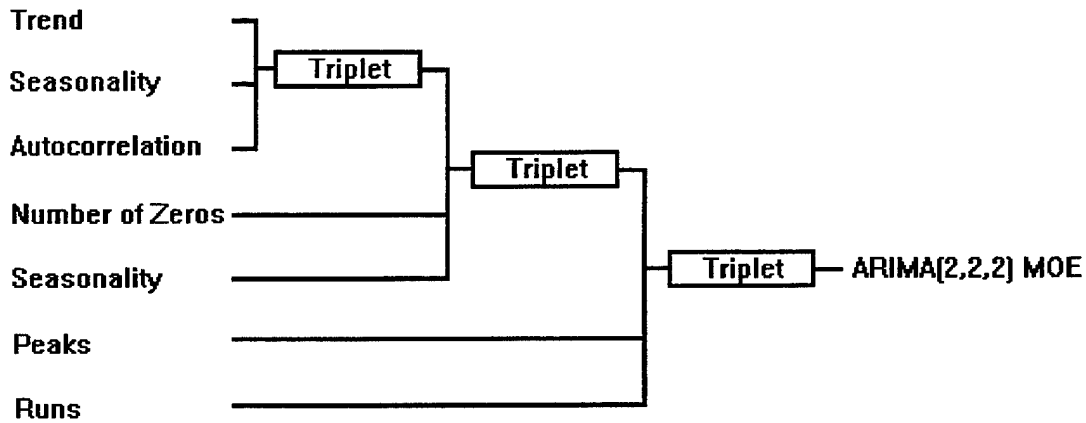 Trend
Triplet
Seasonality
Autocorrelation
Triplet
Number of Zeros
Triplet
ARIMA(2,2,2) MOE
Seasonality
Peaks
Runs